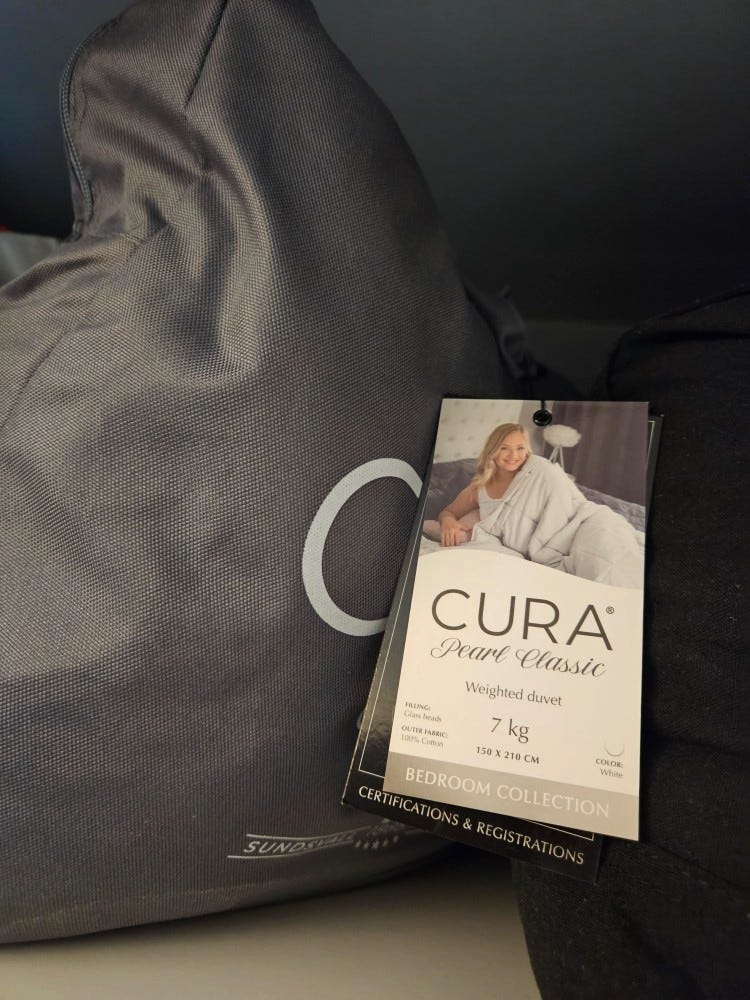 C
CURA®
Pearl Classic
Weighted duvet
FILLING:
Glass beads
7 kg
OUTER FABRIC:
100% Cotton
150 X 210 CM
COLOR:
White
BEDROOM COLLECTION
CERTIFICATIONS & REGISTRATIONS